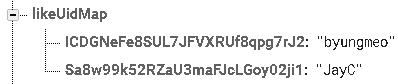 likeUidMap
ICDGNeFe8SUL7JFVXRUf8qpg7rJ2: "byungmeo"
Sa8w99k52RZaU3maFJcLGoy02ji1: "JayC"